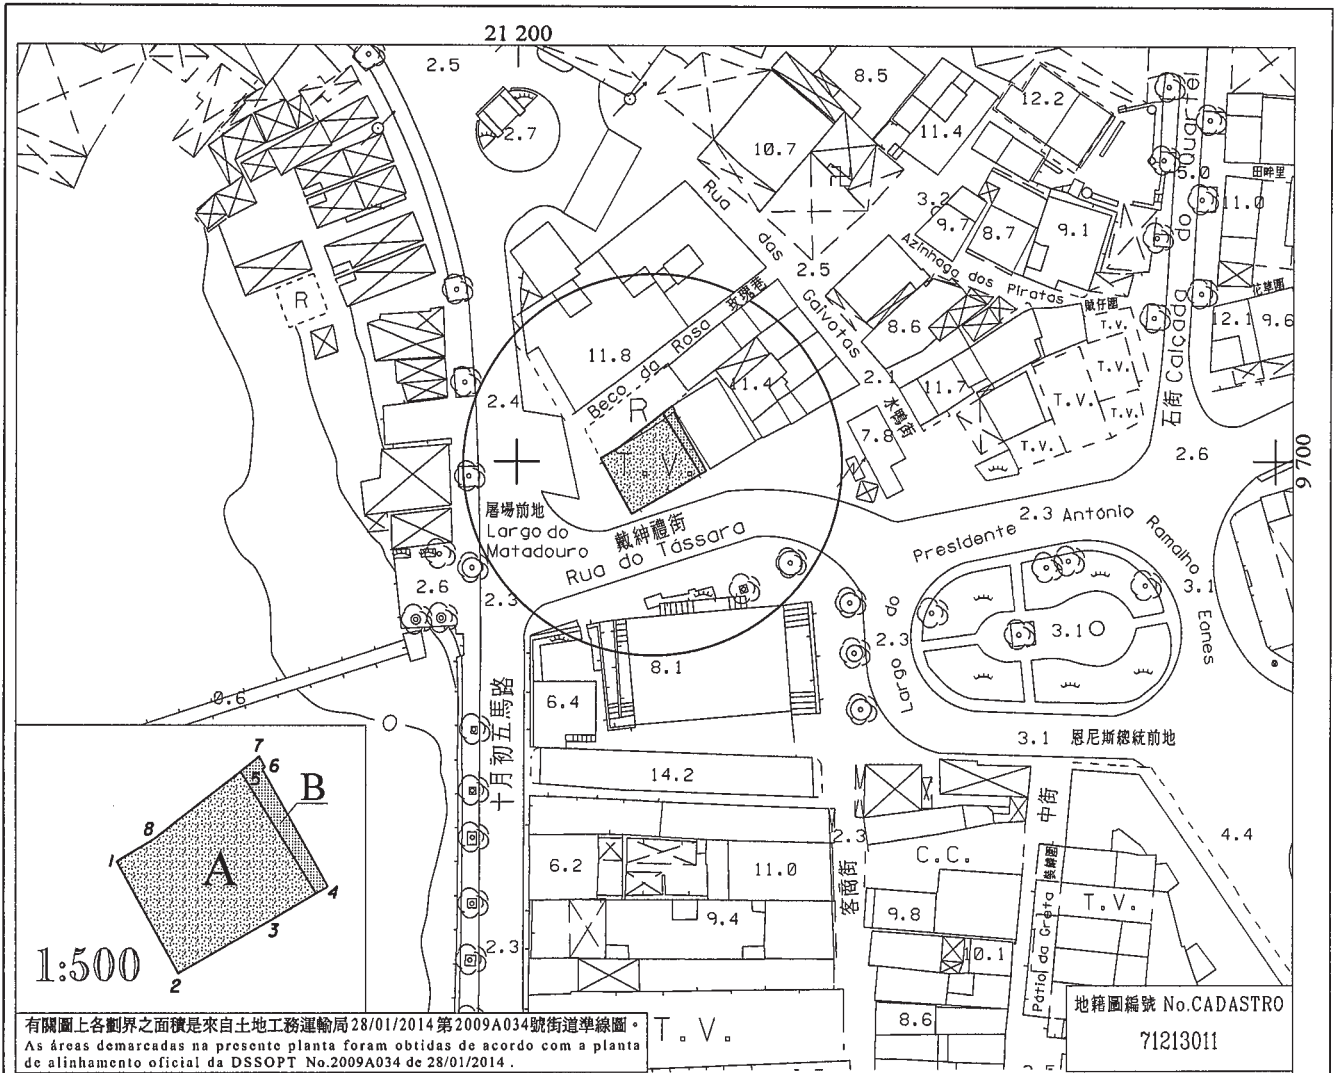 21 200
2.5
2.7
8.5
12.2
11.4
10.7
5.0
田畔里
11.0
3.2
9.7
8.7
9.1
Rua das Gaivotas
Azinhaga dos Piratas
2.5
R
8.6
T.V.
花草圍
12.1
9.6
11.8
Beco da Rosa 玫瑰巷
11.4
2.1
11.7
T.V.
T.V.
T.V.
T.V.
石街 Calçada do Quartel
2.4
R
T.V.
水鴨街
7.8
2.6
9 700
屠場前地
Largo do
Matadouro
戴紳禮街
Rua do Tássara
2.3
Largo do Presidente António Ramalho Eanes
2.6
2.3
3.1
3.1
2.3
8.1
0.6
6.4
十月初五馬路
3.1
恩尼斯總統前地
14.2
中街
2.3
4.4
6.2
11.0
C.C.
客商街
9.4
9.8
T.V.
2.3
10.1
8.6
T.V.
7
6
5
B
8
1
A
4
3
2
1:500
有關圖上各劃界之面積是來自土地工務運輸局28/01/2014第2009A034號街道準線圖。
As áreas demarcadas na presente planta foram obtidas de acordo com a planta
de alinhamento oficial da DSSOPT No.2009A034 de 28/01/2014 .
地籍圖編號 No.CADASTRO
71213011